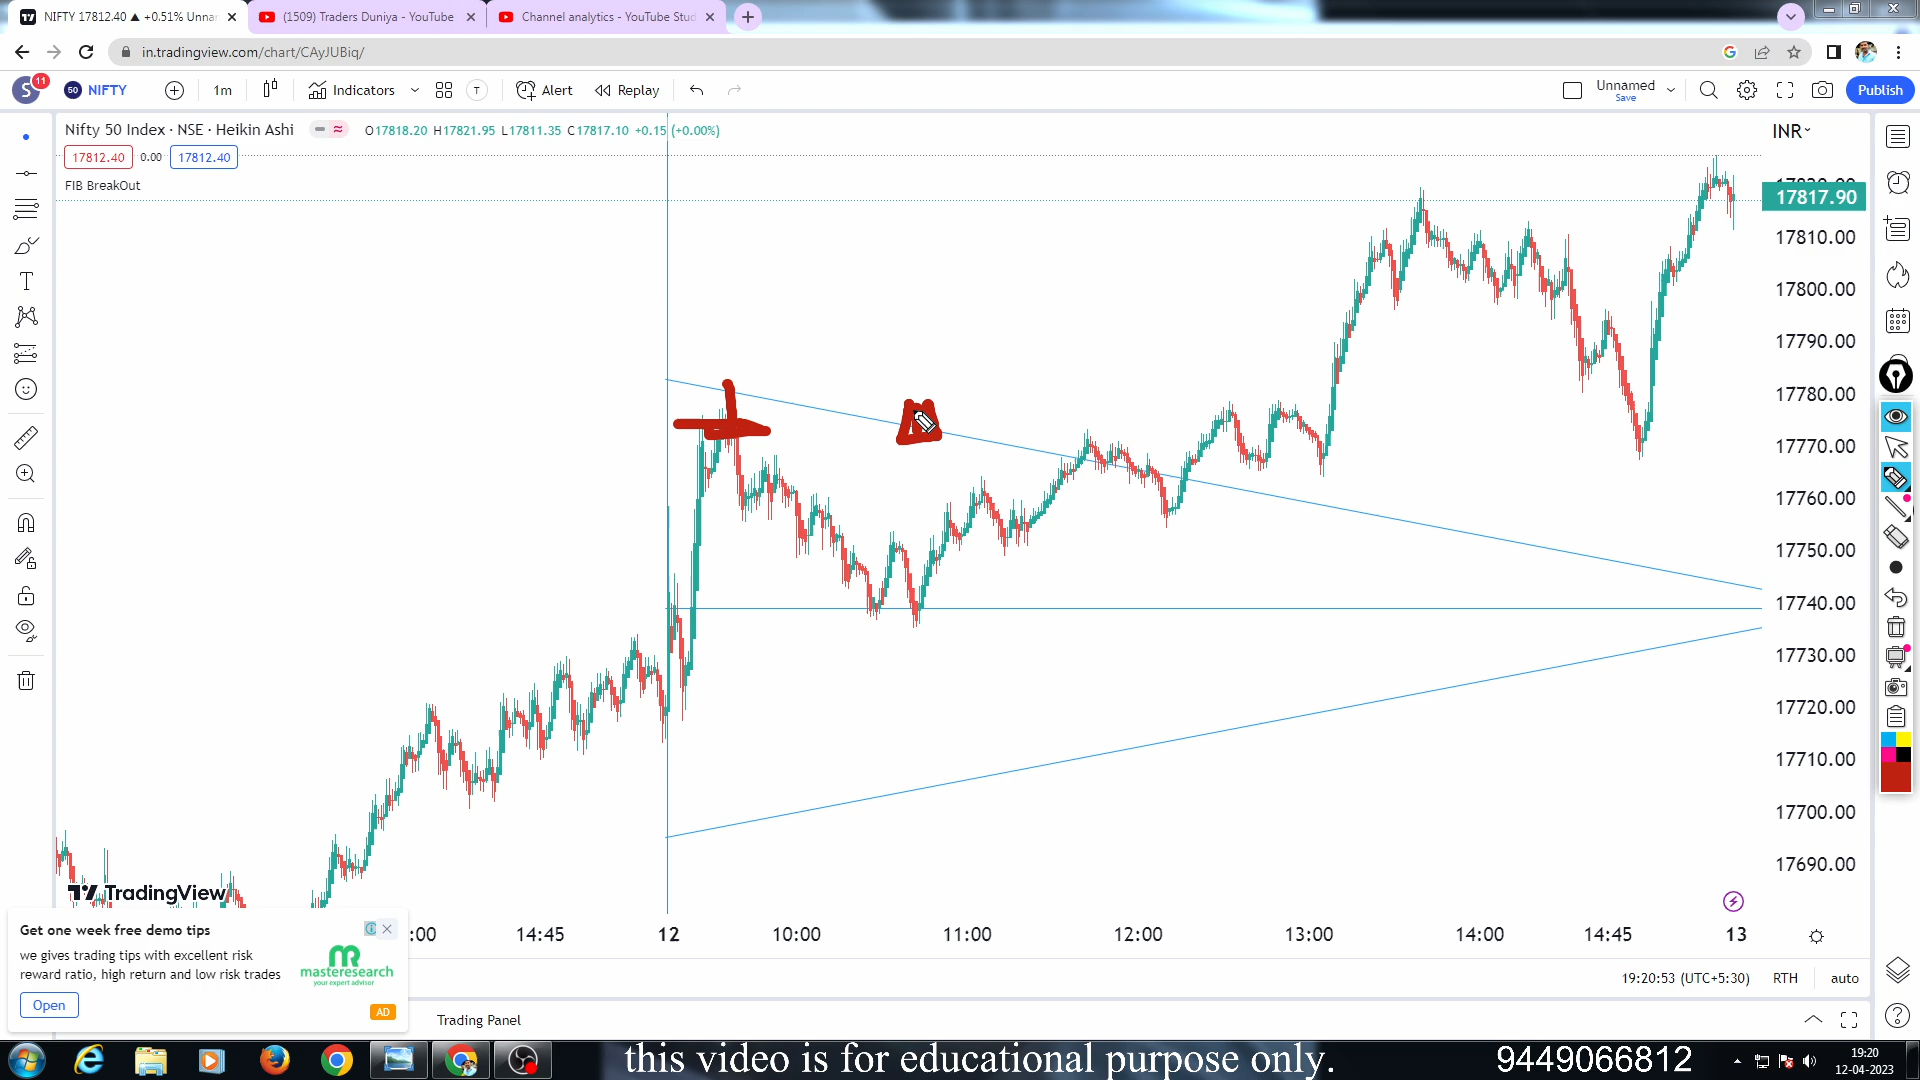 NIFTY 17812.40 ▲ +0.51% Unnar
(1509) Traders Duniya - YouTube
Channel analytics - YouTube Stud
in.tradingview.com/chart/CAyJUBiq/
S 11
50 NIFTY
1m
Indicators
T
Alert
Replay
Unnamed
Save
Publish
Nifty 50 Index · NSE · Heikin Ashi
O17818.20 H17821.95 L17811.35 C17817.10 +0.15 (+0.00%)
INR
17812.40 0.00 17812.40
FIB BreakOut
17817.90
17810.00
17800.00
17790.00
17780.00
17770.00
17760.00
17750.00
17740.00
17730.00
17720.00
17710.00
17700.00
17690.00
TradingView
Get one week free demo tips
we gives trading tips with excellent risk
reward ratio, high return and low risk trades
masteresearch
your expert advisor
Open
AD
:00 14:45 12 10:00 11:00 12:00 13:00 14:00 14:45 13
19:20:53 (UTC+5:30) RTH auto
Trading Panel
this video is for educational purpose only.
9449066812
19:20
12-04-2023